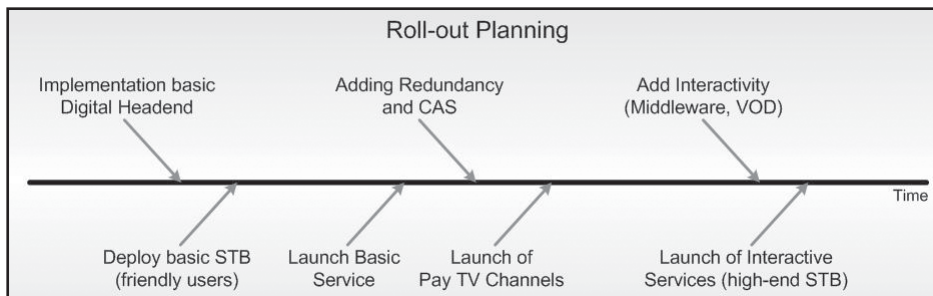 Roll-out Planning
Implementation basic
Digital Headend
Adding Redundancy
and CAS
Add Interactivity
(Middleware, VOD)
Time
Deploy basic STB
(friendly users)
Launch Basic
Service
Launch of
Pay TV Channels
Launch of Interactive
Services (high-end STB)